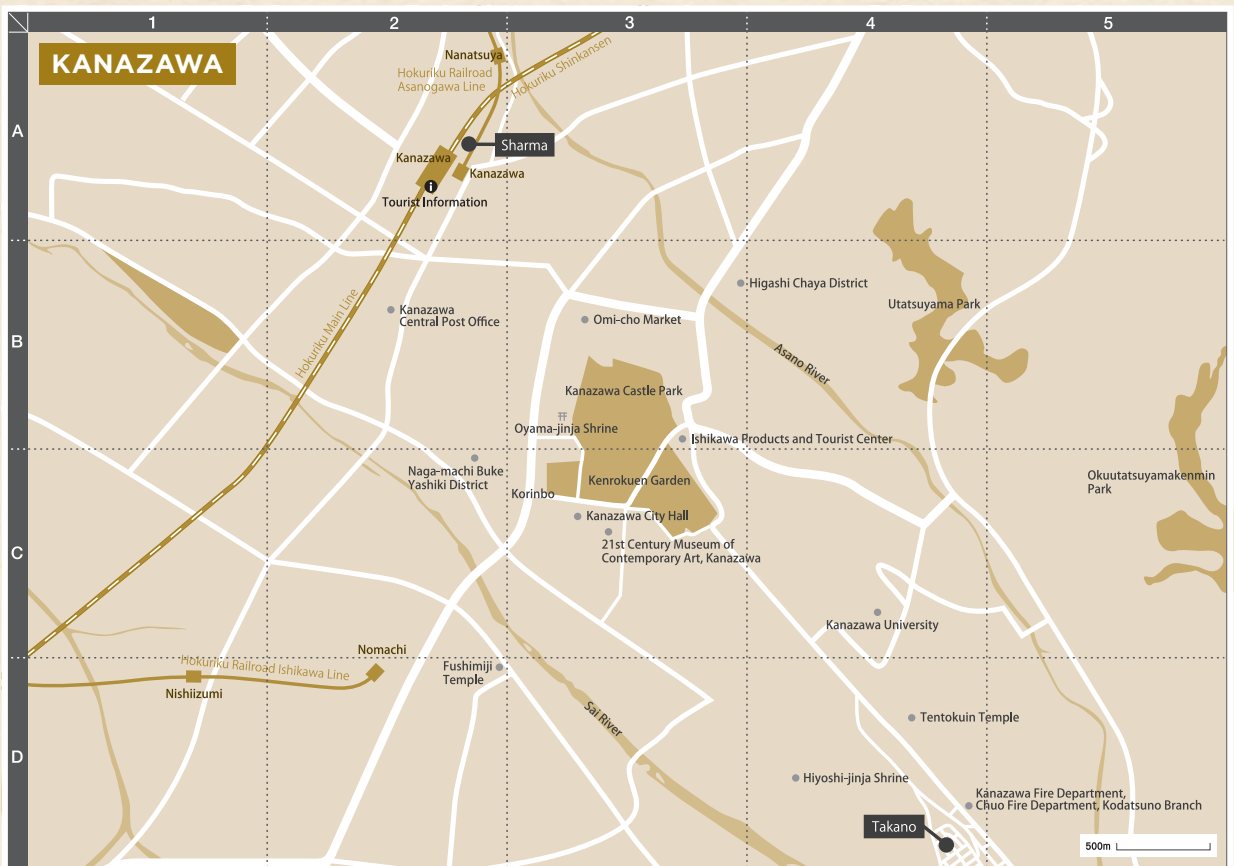 1 2 3 4 5
KANAZAWA
A
B
C
D
Nanatsuya
Hokuriku Railroad
Asanogawa Line
Hokuriku Shinkansen
Sharma
Kanazawa
Kanazawa
i
Tourist Information
Higashi Chaya District
Utatsuyama Park
Kanazawa
Central Post Office
Omi-cho Market
Hokuriku Main Line
Asano River
Kanazawa Castle Park
Oyama-jinja Shrine
Ishikawa Products and Tourist Center
Naga-machi Buke
Yashiki District
Kenrokuen Garden
Okuutatsuyamakenmin
Park
Korinbo
Kanazawa City Hall
21st Century Museum of
Contemporary Art, Kanazawa
Kanazawa University
Nomachi
Hokuriku Railroad Ishikawa Line
Nishiizumi
Fushimiji
Temple
Sai River
Tentokuin Temple
Hiyoshi-jinja Shrine
Kanazawa Fire Department,
Chuo Fire Department, Kodatsuno Branch
Takano
500m